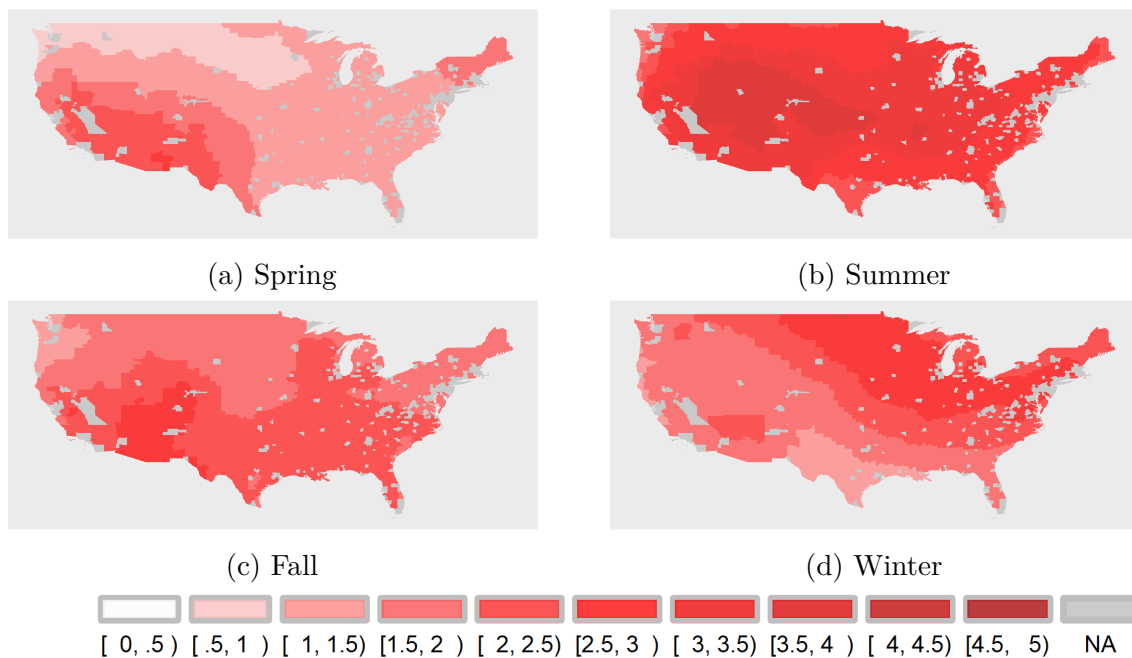 (a) Spring
(b) Summer
(c) Fall
(d) Winter
[ 0, .5 ) [ .5, 1 ) [ 1, 1.5) [1.5, 2 ) [ 2, 2.5) [2.5, 3 ) [ 3, 3.5) [3.5, 4 ) [ 4, 4.5) [4.5, 5) NA